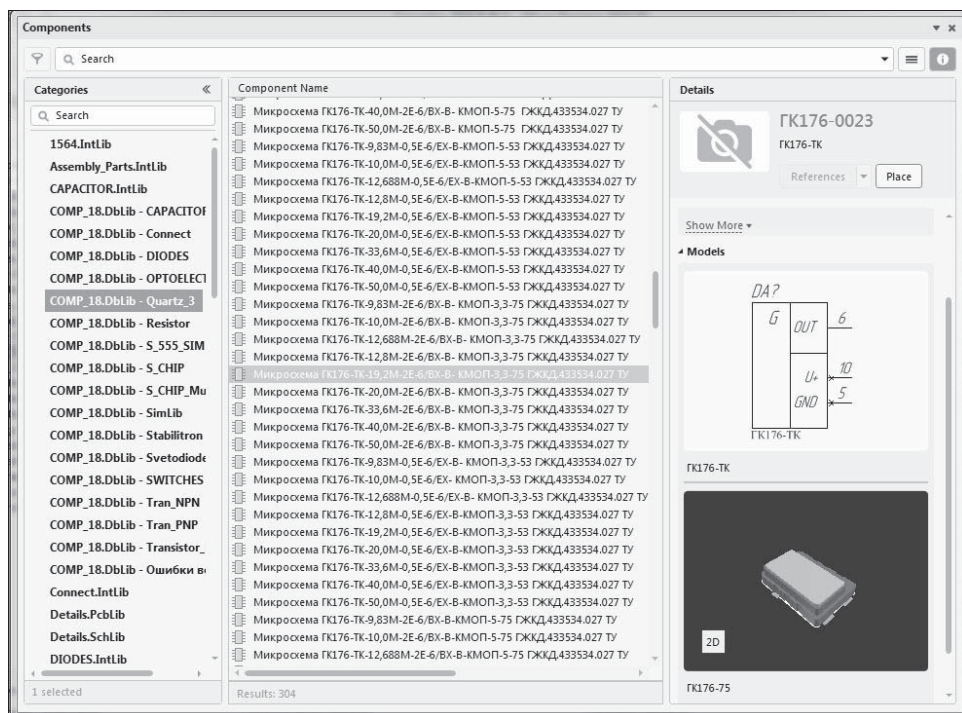 Components
Search
Categories
Search
1564.IntLib
Assembly_Parts.IntLib
CAPACITOR.IntLib
COMP_18.DbLib - CAPACITOF
COMP_18.DbLib - Connect
COMP_18.DbLib - DIODES
COMP_18.DbLib - OPTOELECT
COMP_18.DbLib - Quartz_3
COMP_18.DbLib - Resistor
COMP_18.DbLib - S_555_SIM
COMP_18.DbLib - S_CHIP
COMP_18.DbLib - S_CHIP_Mu
COMP_18.DbLib - SimLib
COMP_18.DbLib - Stabilitron
COMP_18.DbLib - Svetodiode
COMP_18.DbLib - SWITCHES
COMP_18.DbLib - Tran_NPN
COMP_18.DbLib - Tran_PNP
COMP_18.DbLib - Transistor_
COMP_18.DbLib - Ошибки в
Connect.IntLib
Details.PcbLib
Details.SchLib
DIODES.IntLib
1 selected
Component Name
Микросхема ГК176-ТК-40,0М-2Е-6/ВХ-В- КМОП-5-75 ГЖКД.433534.027 ТУ
Микросхема ГК176-ТК-50,0М-2Е-6/ВХ-В- КМОП-5-75 ГЖКД.433534.027 ТУ
Микросхема ГК176-ТК-9,83М-0,5Е-6/ЕХ-В- КМОП-5-53 ГЖКД.433534.027 ТУ
Микросхема ГК176-ТК-10,0М-0,5Е-6/ЕХ-В- КМОП-5-53 ГЖКД.433534.027 ТУ
Микросхема ГК176-ТК-12,688М-0,5Е-6/ЕХ-В-КМОП-5-53 ГЖКД.433534.027 ТУ
Микросхема ГК176-ТК-12,8М-0,5Е-6/ЕХ-В-КМОП-5-53 ГЖКД.433534.027 ТУ
Микросхема ГК176-ТК-19,2М-0,5Е-6/ЕХ-В-КМОП-5-53 ГЖКД.433534.027 ТУ
Микросхема ГК176-ТК-20,0М-0,5Е-6/ЕХ-В-КМОП-5-53 ГЖКД.433534.027 ТУ
Микросхема ГК176-ТК-33,6М-0,5Е-6/ЕХ-В-КМОП-5-53 ГЖКД.433534.027 ТУ
Микросхема ГК176-ТК-40,0М-0,5Е-6/ЕХ-В-КМОП-5-53 ГЖКД.433534.027 ТУ
Микросхема ГК176-ТК-50,0М-0,5Е-6/ЕХ-В-КМОП-5-53 ГЖКД.433534.027 ТУ
Микросхема ГК176-ТК-9,83М-2Е-6/ВХ-В- КМОП-3,3-75 ГЖКД.433534.027 ТУ
Микросхема ГК176-ТК-10,0М-2Е-6/ВХ-В- КМОП-3,3-75 ГЖКД.433534.027 ТУ
Микросхема ГК176-ТК-12,688М-2Е-6/ВХ-В- КМОП-3,3-75 ГЖКД.433534.027 ТУ
Микросхема ГК176-ТК-12,8М-2Е-6/ВХ-В- КМОП-3,3-75 ГЖКД.433534.027 ТУ
Микросхема ГК176-ТК-19,2М-2Е-6/ВХ-В- КМОП-3,3-75 ГЖКД.433534.027 ТУ
Микросхема ГК176-ТК-20,0М-2Е-6/ВХ-В- КМОП-3,3-75 ГЖКД.433534.027 ТУ
Микросхема ГК176-ТК-33,6М-2Е-6/ВХ-В- КМОП-3,3-75 ГЖКД.433534.027 ТУ
Микросхема ГК176-ТК-40,0М-2Е-6/ВХ-В- КМОП-3,3-75 ГЖКД.433534.027 ТУ
Микросхема ГК176-ТК-50,0М-2Е-6/ВХ-В- КМОП-3,3-75 ГЖКД.433534.027 ТУ
Микросхема ГК176-ТК-9,83М-0,5Е-6/ЕХ-В- КМОП-3,3-53 ГЖКД.433534.027 ТУ
Микросхема ГК176-ТК-10,0М-0,5Е-6/ЕХ- КМОП-3,3-53 ГЖКД.433534.027 ТУ
Микросхема ГК176-ТК-12,688М-0,5Е-6/ЕХ-В- КМОП-3,3-53 ГЖКД.433534.027 ТУ
Микросхема ГК176-ТК-12,8М-0,5Е-6/ЕХ-В-КМОП-3,3-53 ГЖКД.433534.027 ТУ
Микросхема ГК176-ТК-19,2М-0,5Е-6/ЕХ-В-КМОП-3,3-53 ГЖКД.433534.027 ТУ
Микросхема ГК176-ТК-20,0М-0,5Е-6/ЕХ-В-КМОП-3,3-53 ГЖКД.433534.027 ТУ
Микросхема ГК176-ТК-33,6М-0,5Е-6/ЕХ-В-КМОП-3,3-53 ГЖКД.433534.027 ТУ
Микросхема ГК176-ТК-40,0М-0,5Е-6/ЕХ-В-КМОП-3,3-53 ГЖКД.433534.027 ТУ
Микросхема ГК176-ТК-50,0М-0,5Е-6/ЕХ-В-КМОП-3,3-53 ГЖКД.433534.027 ТУ
Микросхема ГК176-ТК-9,83М-2Е-6/ВХ-В-КМОП-5-75 ГЖКД.433534.027 ТУ
Микросхема ГК176-ТК-10,0М-2Е-6/ВХ-В-КМОП-5-75 ГЖКД.433534.027 ТУ
Микросхема ГК176-ТК-12,688М-2Е-6/ВХ-В-КМОП-5-75 ГЖКД.433534.027 ТУ
Results: 304
Details
ГК176-0023
ГК176-ТК
References
Place
Show More
Models
DA?
G OUT 6
U+ 10
GND 5
ГК176-ТК
ГК176-ТК
2D
ГК176-75